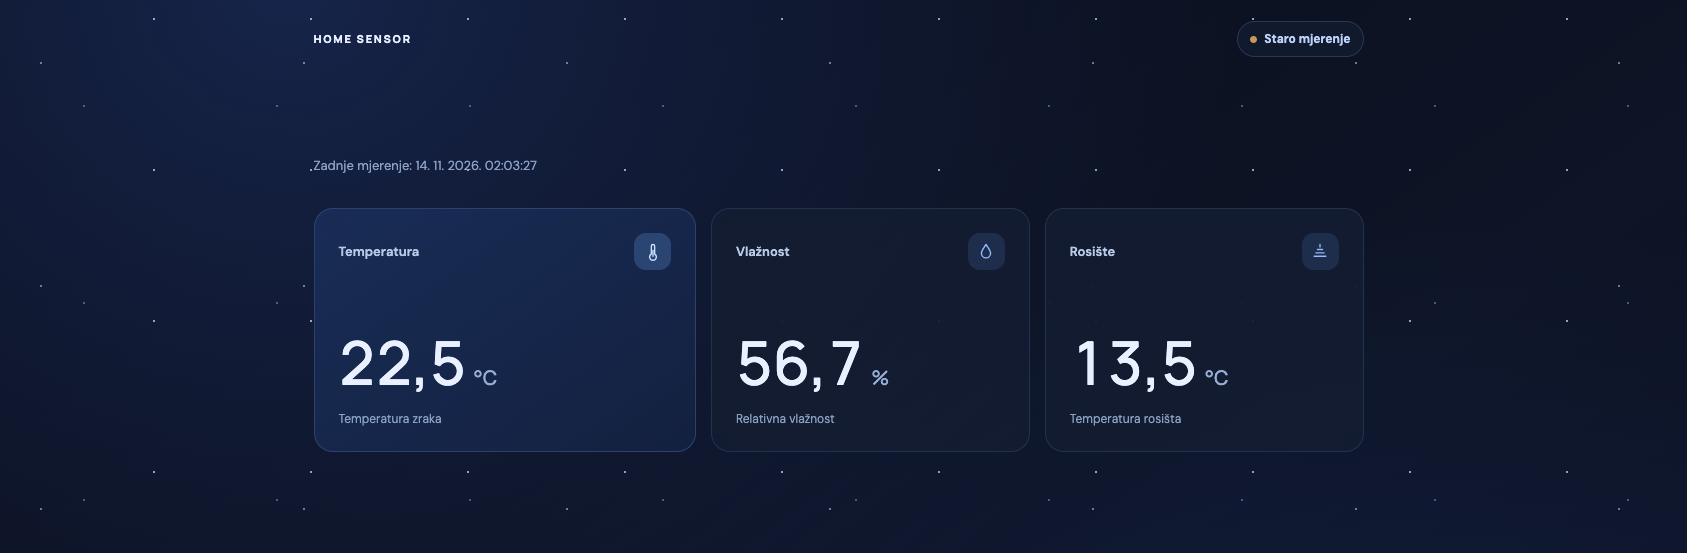 HOME SENSOR
Staro mjerenje
Zadnje mjerenje: 14. 11. 2026. 02:03:27
Temperatura
Vlažnost
Rosište
22,5 °C
56,7 %
13,5 °C
Temperatura zraka
Relativna vlažnost
Temperatura rosišta